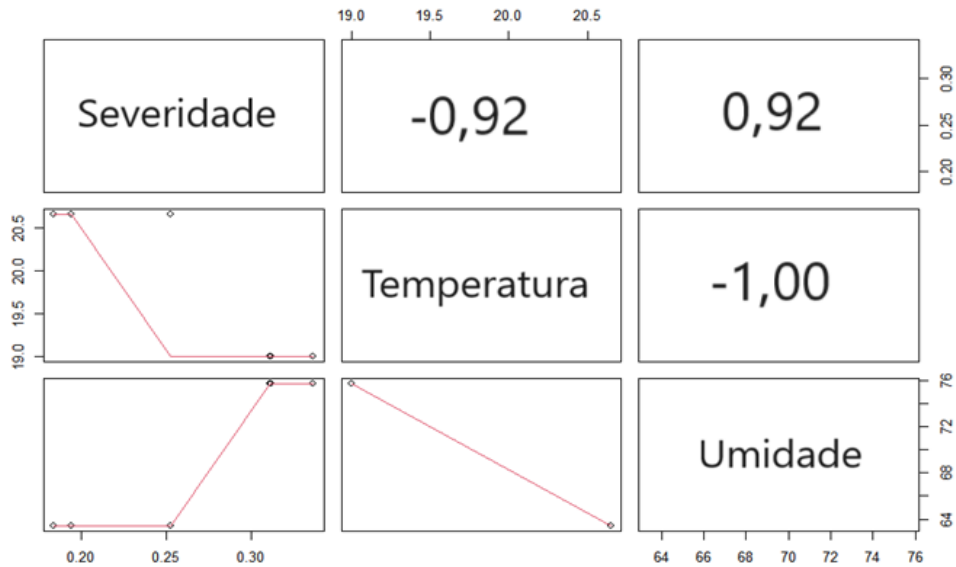 19.0 19.5 20.0 20.5
Severidade -0,92 0,92
0.20 0.25 0.30
19.0 19.5 20.0 20.5
Temperatura -1,00
Umidade
64 68 72 76
0.20 0.25 0.30
64 66 68 70 72 74 76